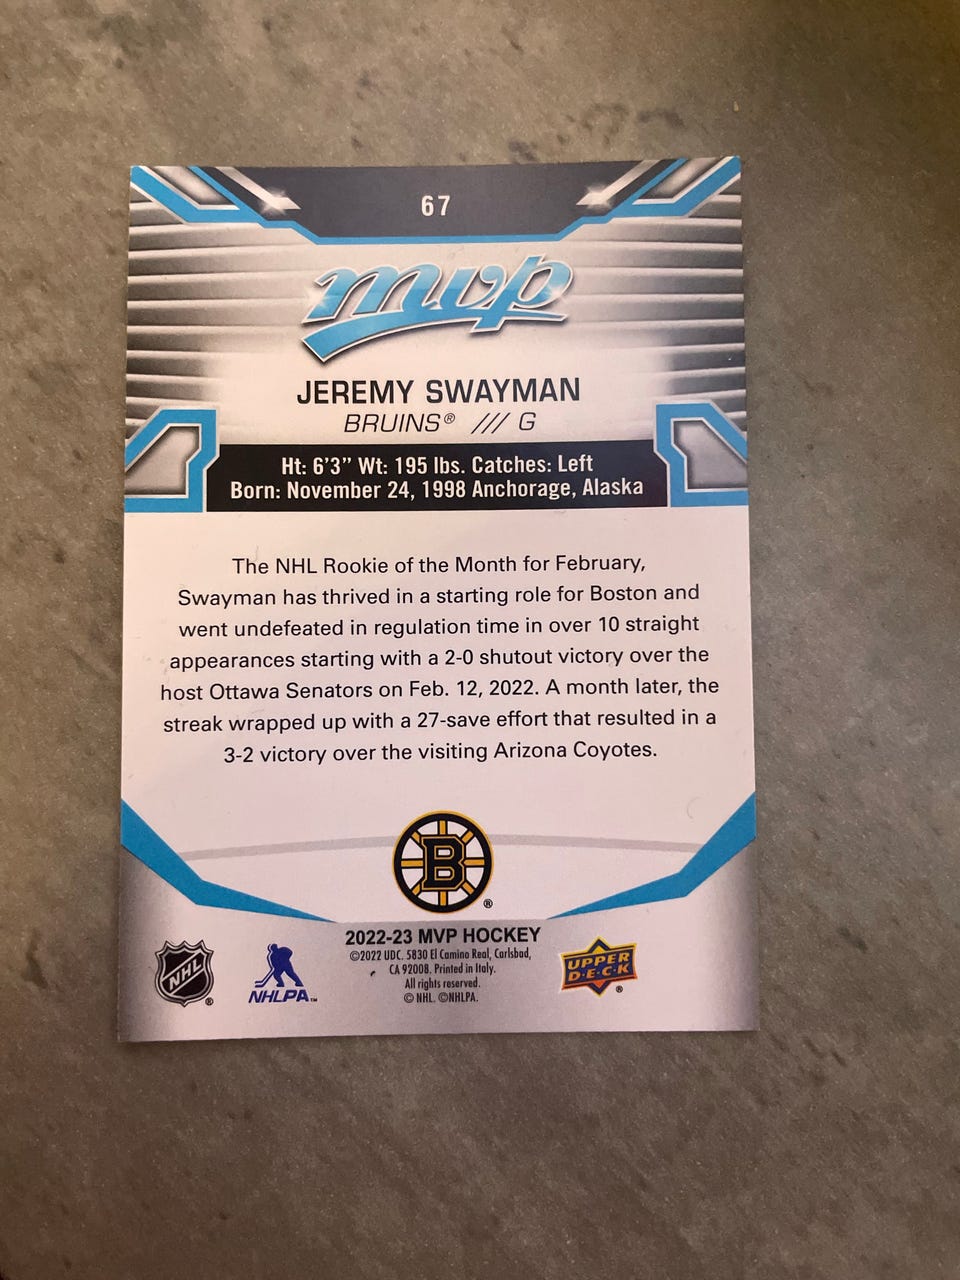 67
mvp
JEREMY SWAYMAN
BRUINS® /// G
Ht: 6'3” Wt: 195 lbs. Catches: Left
Born: November 24, 1998 Anchorage, Alaska
The NHL Rookie of the Month for February,
Swayman has thrived in a starting role for Boston and
went undefeated in regulation time in over 10 straight
appearances starting with a 2-0 shutout victory over the
host Ottawa Senators on Feb. 12, 2022. A month later, the
streak wrapped up with a 27-save effort that resulted in a
3-2 victory over the visiting Arizona Coyotes.
B
®
2022-23 MVP HOCKEY
©2022 UDC. 5830 El Camino Real, Carlsbad,
CA 92008. Printed in Italy.
All rights reserved.
© NHL. ©NHLPA.
NHL ®
NHLPA™
UPPER
D·E·C·K
®